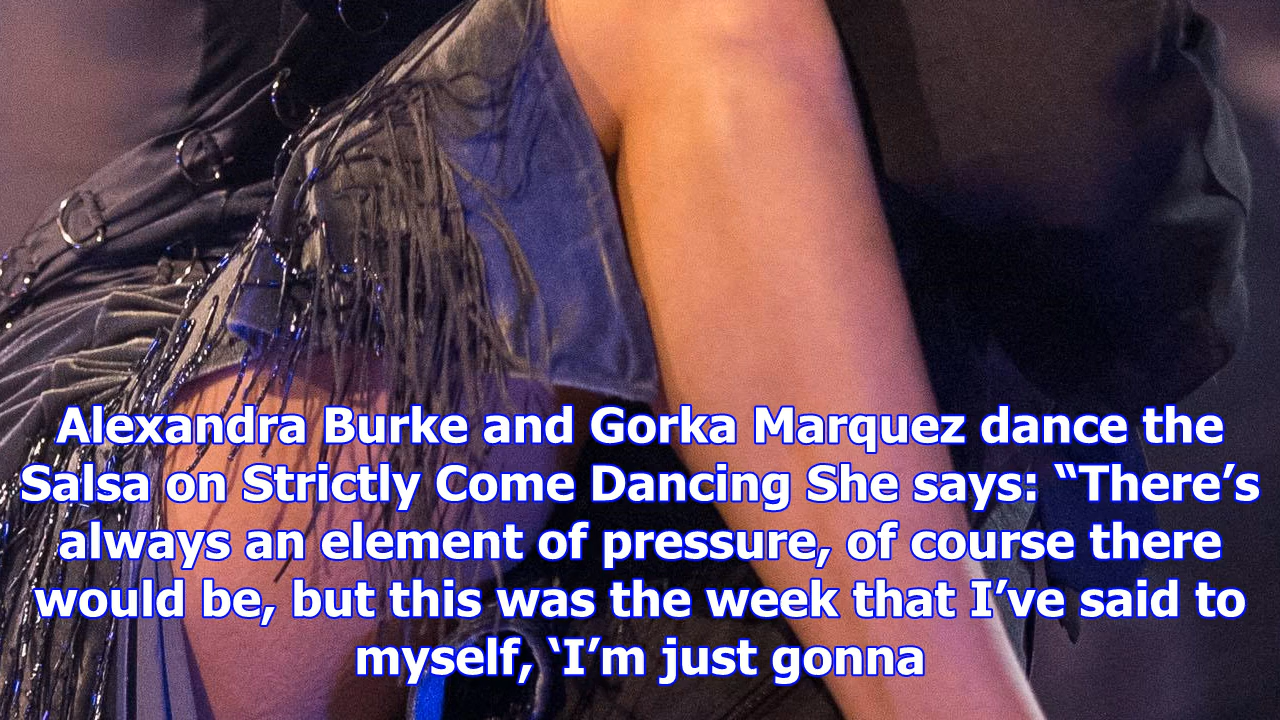 Alexandra Burke and Gorka Marquez dance the
Salsa on Strictly Come Dancing She says: “There’s
always an element of pressure, of course there
would be, but this was the week that I’ve said to
myself, ‘I’m just gonna